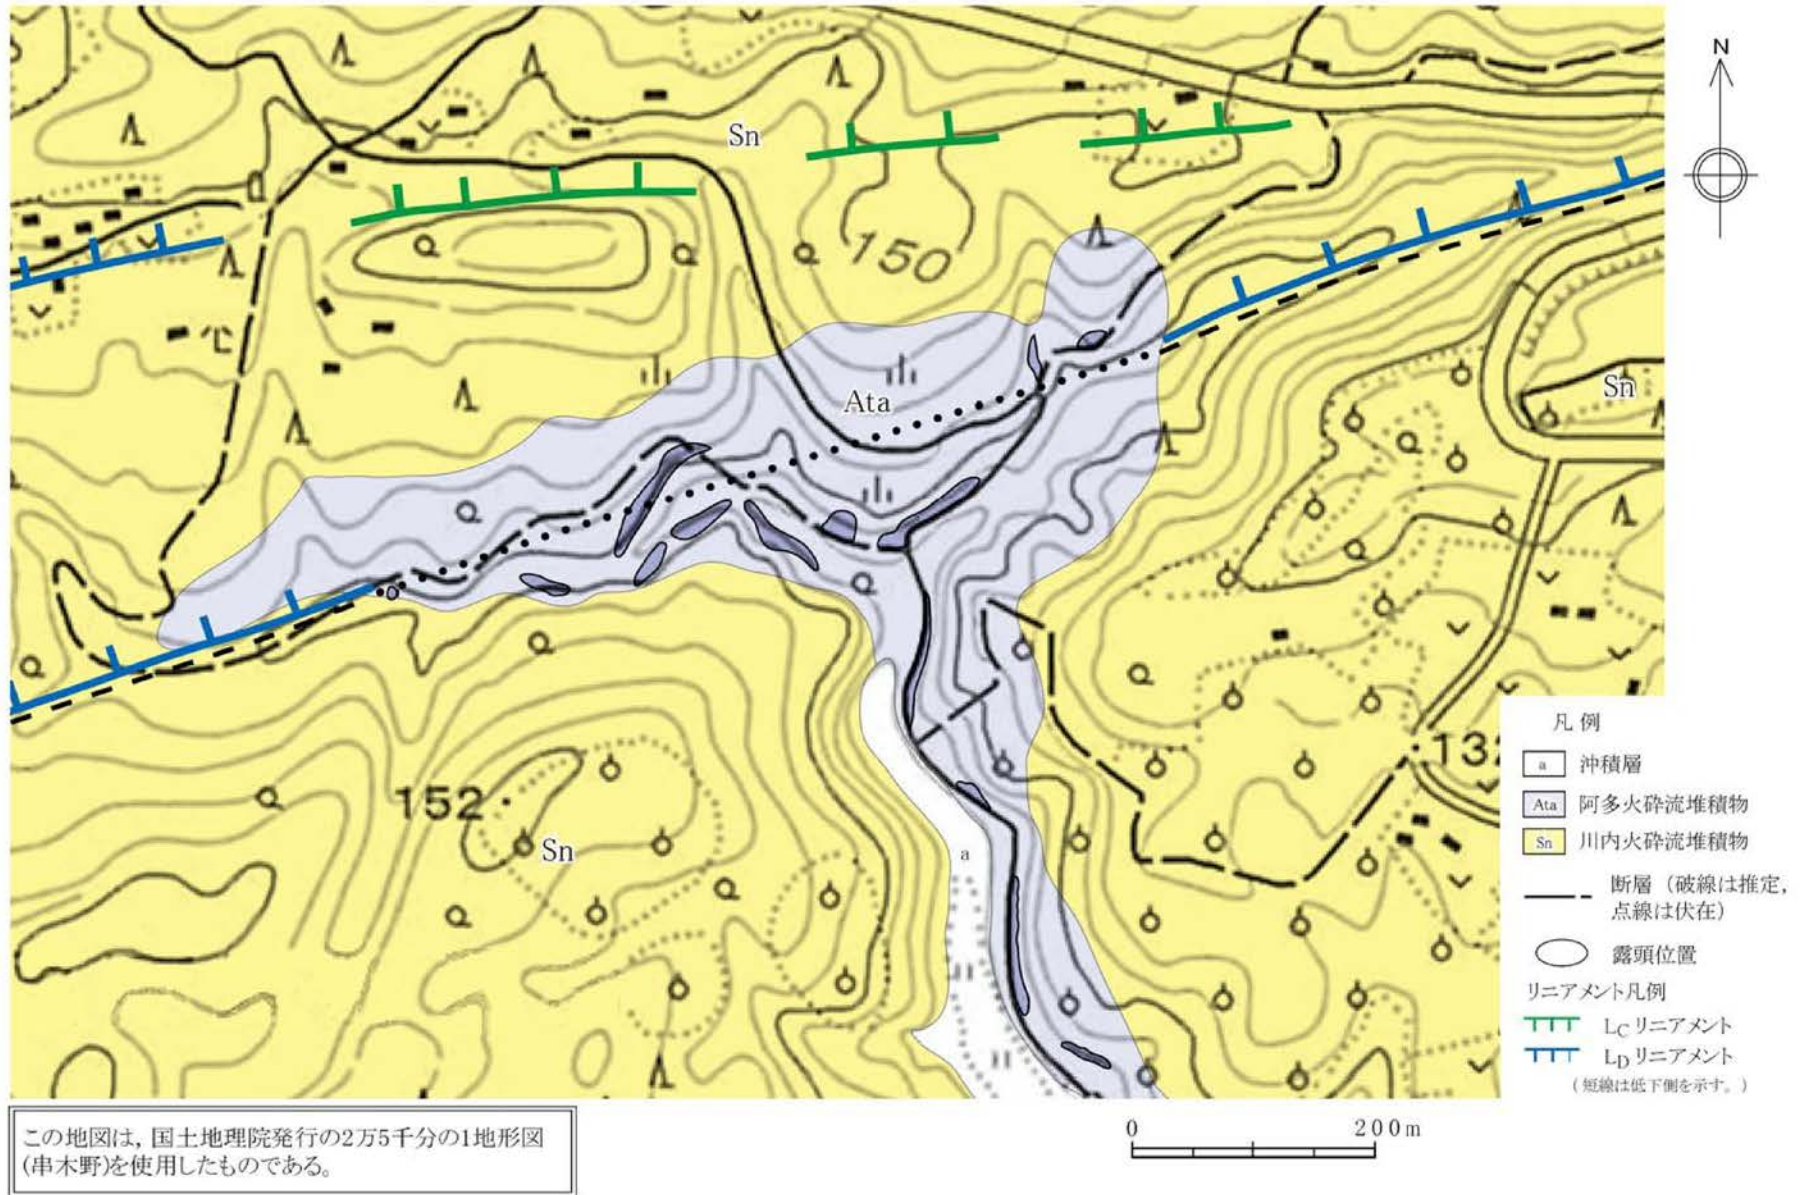 N
Sn
150
Ata
Sn
152
Sn
a
凡 例
a 沖積層
Ata 阿多火砕流堆積物
Sn 川内火砕流堆積物
断層（破線は推定,
点線は伏在）
露頭位置
リニアメント凡例
LCリニアメント
LDリニアメント
（短線は低下側を示す。）
0 200m
この地図は, 国土地理院発行の2万5千分の1地形図
(串木野)を使用したものである。